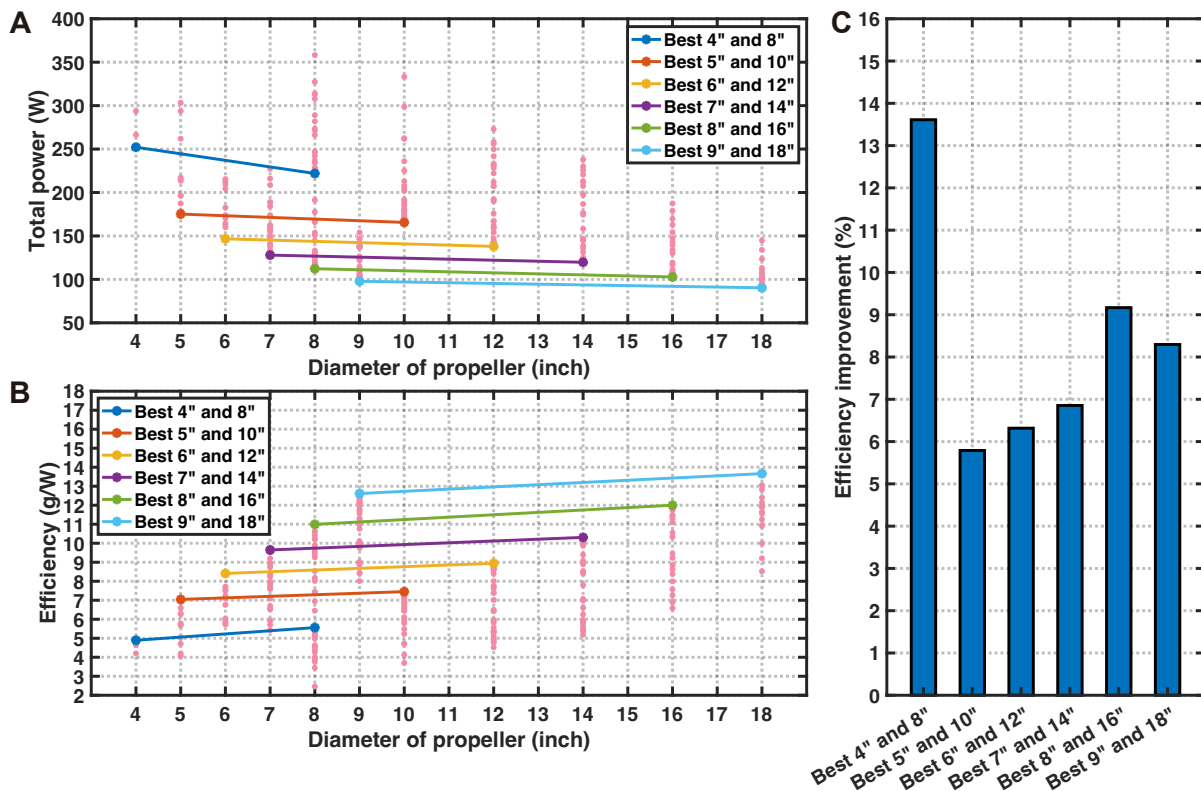 A
Total power (W)
400
350
300
250
200
150
100
50
4 5 6 7 8 9 10 11 12 13 14 15 16 17 18
Diameter of propeller (inch)
Best 4" and 8"
Best 5" and 10"
Best 6" and 12"
Best 7" and 14"
Best 8" and 16"
Best 9" and 18"
B
Efficiency (g/W)
18
17
16
15
14
13
12
11
10
9
8
7
6
5
4
3
2
4 5 6 7 8 9 10 11 12 13 14 15 16 17 18
Diameter of propeller (inch)
Best 4" and 8"
Best 5" and 10"
Best 6" and 12"
Best 7" and 14"
Best 8" and 16"
Best 9" and 18"
C
Efficiency improvement (%)
16
15
14
13
12
11
10
9
8
7
6
5
4
3
2
1
0
Best 4" and 8"
Best 5" and 10"
Best 6" and 12"
Best 7" and 14"
Best 8" and 16"
Best 9" and 18"